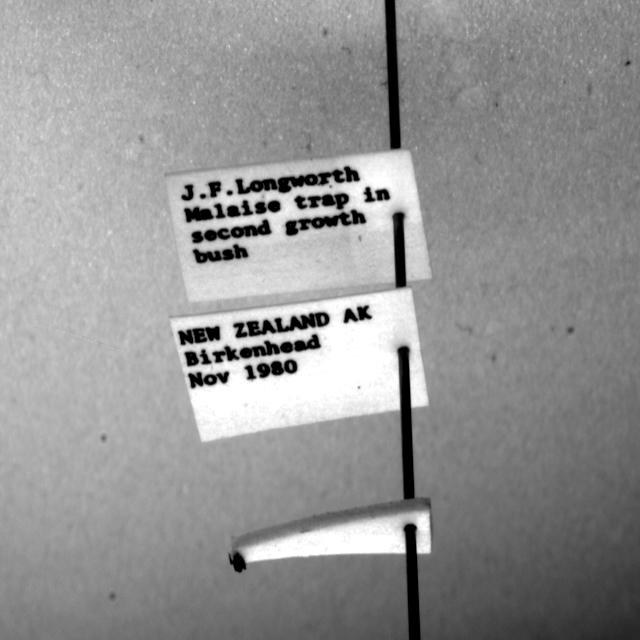 J.F.Longworth
Malaise trap in
second growth
bush
NEW ZEALAND AK
Birkenhead
Nov 1980